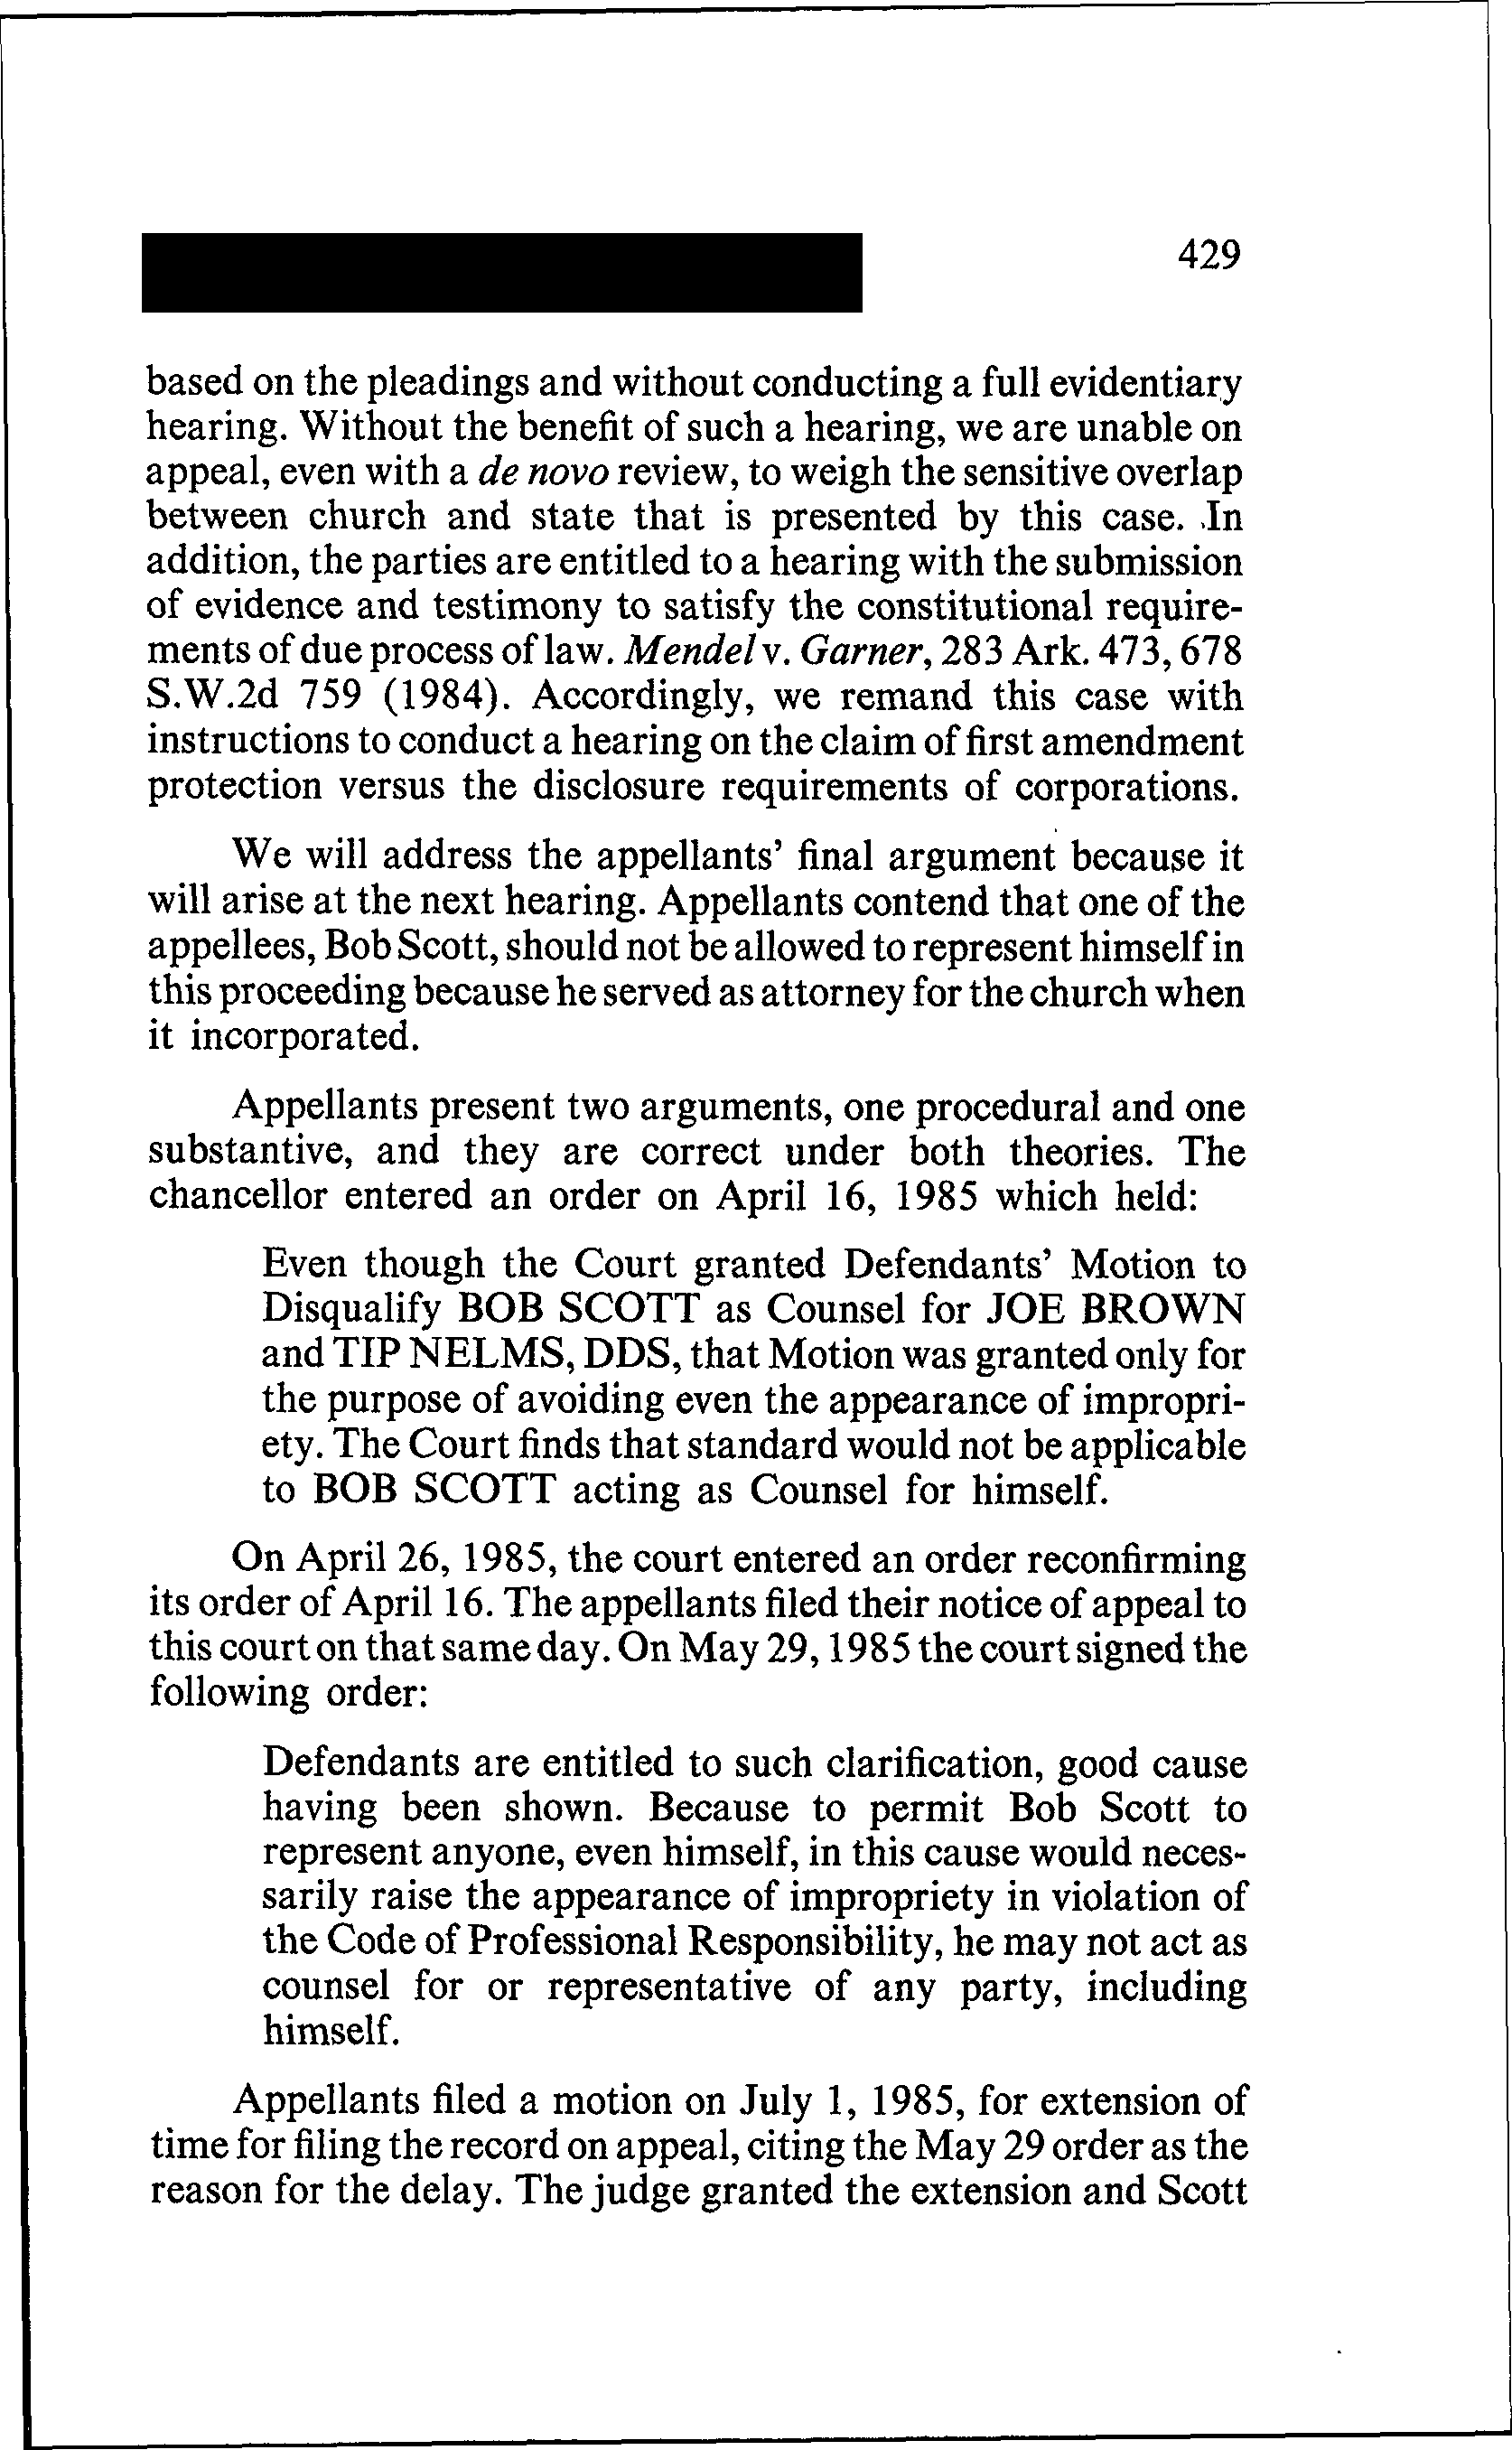 429
based on the pleadings and without conducting a full evidentiary
hearing. Without the benefit of such a hearing, we are unable on
appeal, even with a de novo review, to weigh the sensitive overlap
between church and state that is presented by this case. In
addition, the parties are entitled to a hearing with the submission
of evidence and testimony to satisfy the constitutional require-
ments of due process of law. Mendel v. Garner, 283 Ark. 473, 678
S.W.2d 759 (1984). Accordingly, we remand this case with
instructions to conduct a hearing on the claim of first amendment
protection versus the disclosure requirements of corporations.
We will address the appellants' final argument because it
will arise at the next hearing. Appellants contend that one of the
appellees, Bob Scott, should not be allowed to represent himself in
this proceeding because he served as attorney for the church when
it incorporated.
Appellants present two arguments, one procedural and one
substantive, and they are correct under both theories. The
chancellor entered an order on April 16, 1985 which held:
Even though the Court granted Defendants' Motion to
Disqualify BOB SCOTT as Counsel for JOE BROWN
and TIP NELMS, DDS, that Motion was granted only for
the purpose of avoiding even the appearance of impropri-
ety. The Court finds that standard would not be applicable
to BOB SCOTT acting as Counsel for himself.
On April 26, 1985, the court entered an order reconfirming
its order of April 16. The appellants filed their notice of appeal to
this court on that same day. On May 29, 1985 the court signed the
following order:
Defendants are entitled to such clarification, good cause
having been shown. Because to permit Bob Scott to
represent anyone, even himself, in this cause would neces-
sarily raise the appearance of impropriety in violation of
the Code of Professional Responsibility, he may not act as
counsel for or representative of any party, including
himself.
Appellants filed a motion on July 1, 1985, for extension of
time for filing the record on appeal, citing the May 29 order as the
reason for the delay. The judge granted the extension and Scott